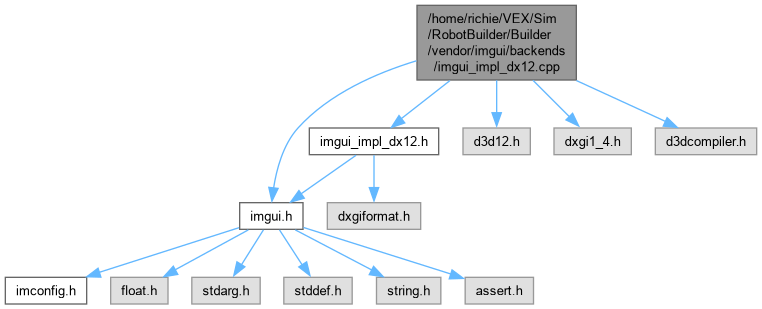 /home/richie/VEX/Sim
/RobotBuilder/Builder
/vendor/imgui/backends
/imgui_impl_dx12.cpp
imgui_impl_dx12.h
d3d12.h
dxgi1_4.h
d3dcompiler.h
imgui.h
dxgiformat.h
imconfig.h
float.h
stdarg.h
stddef.h
string.h
assert.h